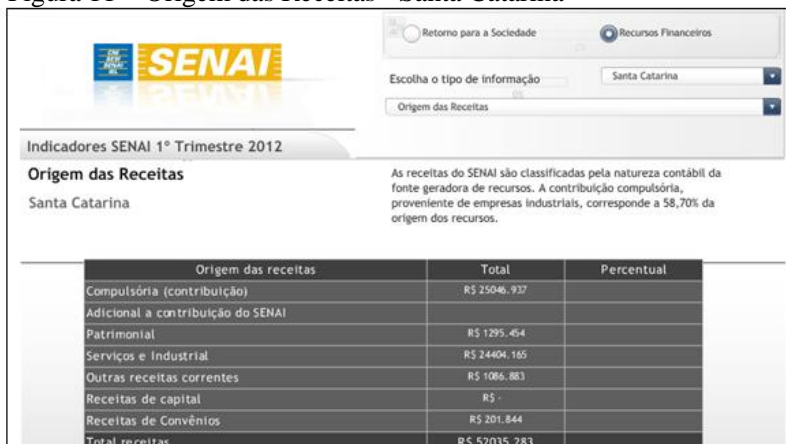 Figura 11 – Origem das Receitas - Santa Catarina
Retorno para a Sociedade
Recursos Financeiros
SENAI
Escolha o tipo de informação
Santa Catarina
Origem das Receitas
Indicadores SENAI 1º Trimestre 2012
Origem das Receitas
Santa Catarina
As receitas do SENAI são classificadas pela natureza contábil da
fonte geradora de recursos. A contribuição compulsória,
proveniente de empresas industriais, corresponde a 58,70% da
origem dos recursos.
Origem das receitas Total Percentual
Compulsória (contribuição) R$ 25046.937
Adicional a contribuição do SENAI
Patrimonial R$ 1295.454
Serviços e Industrial R$ 24404.165
Outras receitas correntes R$ 1086.883
Receitas de capital R$ -
Receitas de Convênios R$ 201.844
Total receitas R$ 52035.283